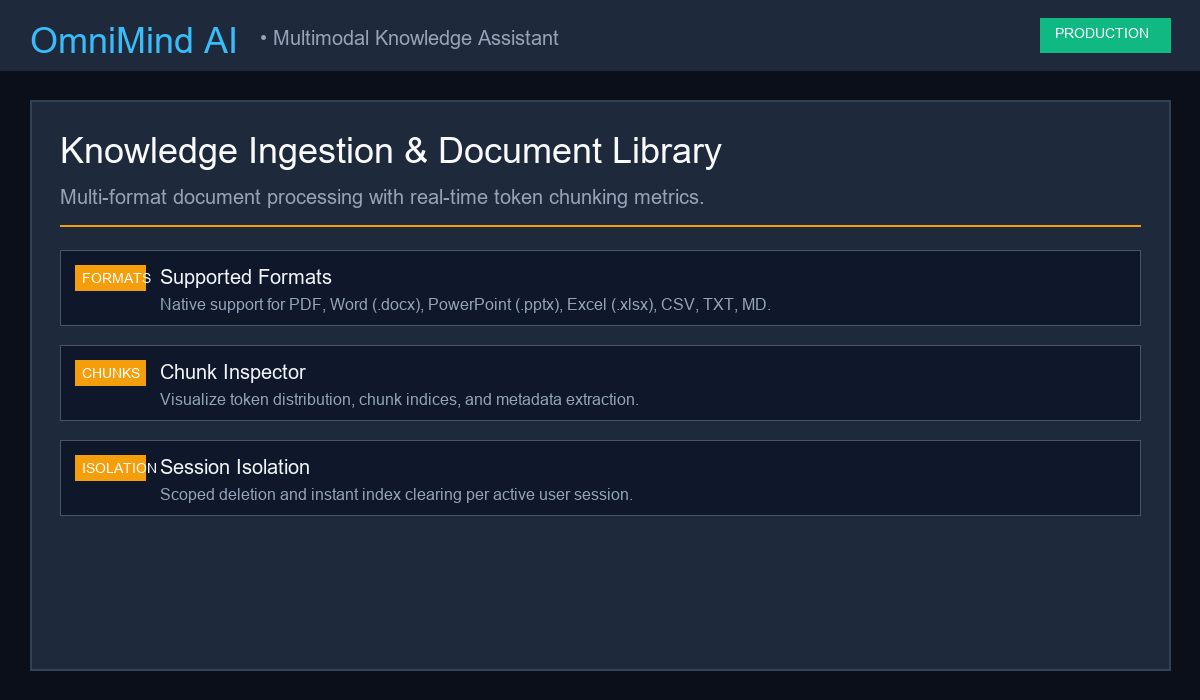 OmniMind AI • Multimodal Knowledge Assistant PRODUCTION
Knowledge Ingestion & Document Library
Multi-format document processing with real-time token chunking metrics.
FORMATS Supported Formats
Native support for PDF, Word (.docx), PowerPoint (.pptx), Excel (.xlsx), CSV, TXT, MD.
CHUNKS Chunk Inspector
Visualize token distribution, chunk indices, and metadata extraction.
ISOLATION Session Isolation
Scoped deletion and instant index clearing per active user session.